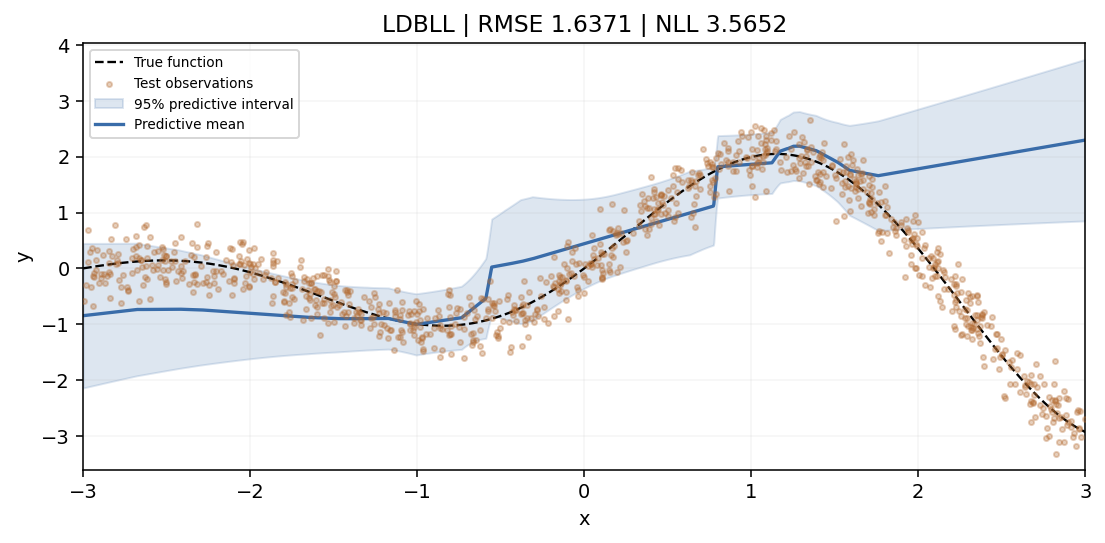 LDBLL | RMSE 1.6371 | NLL 3.5652
True function
Test observations
95% predictive interval
Predictive mean
4
3
2
1
0
−1
−2
−3
y
−3 −2 −1 0 1 2 3
x